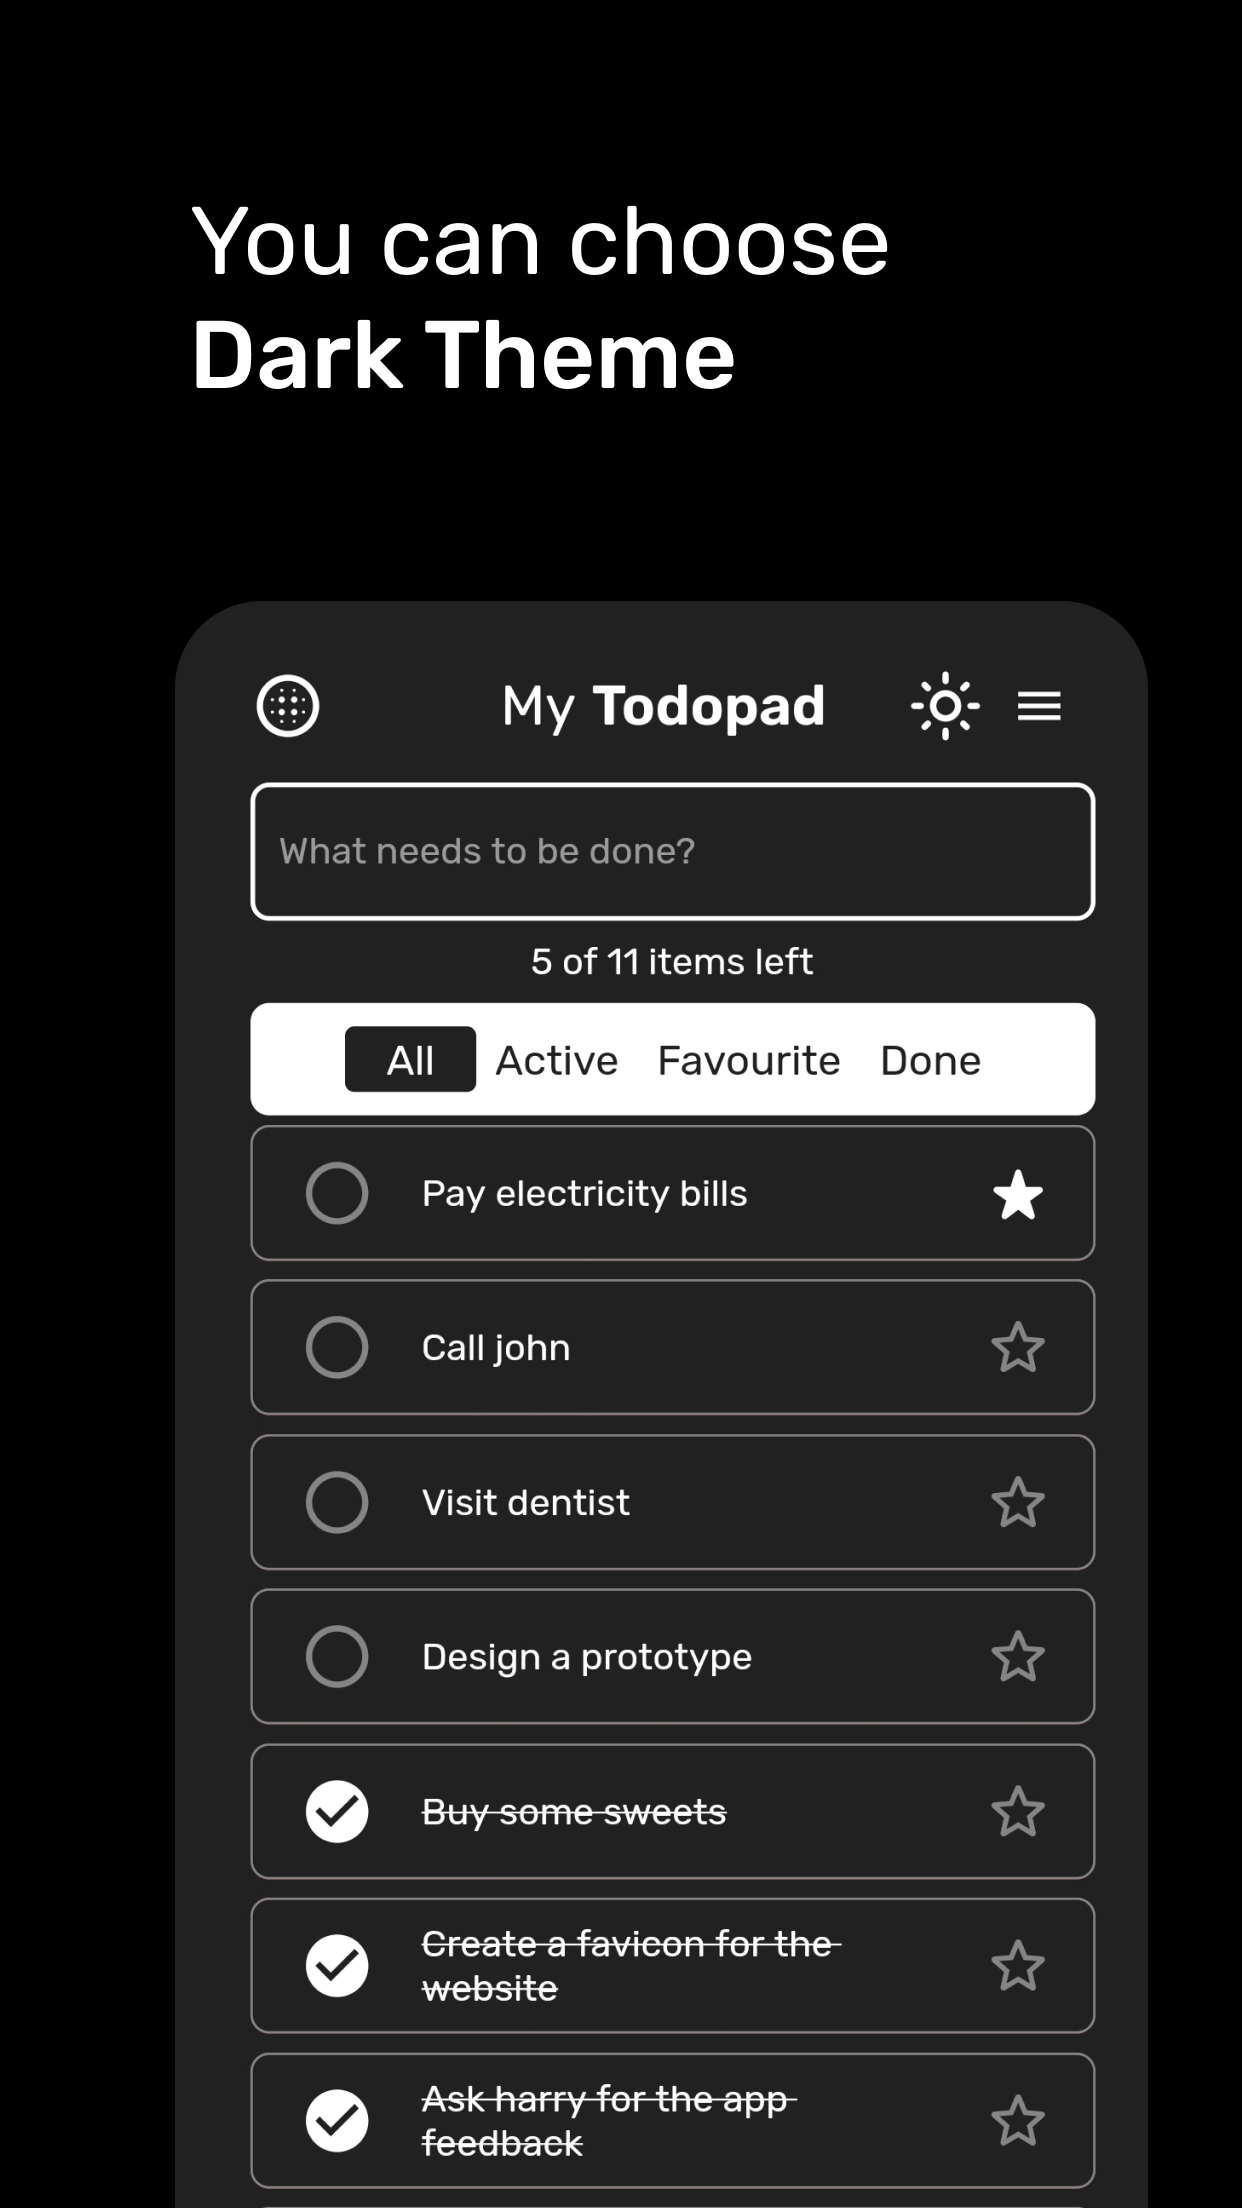 You can choose
Dark Theme
My Todopad
What needs to be done?
5 of 11 items left
All Active Favourite Done
Pay electricity bills
Call john
Visit dentist
Design a prototype
Buy some sweets
Create a favicon for the
website
Ask harry for the app
feedback